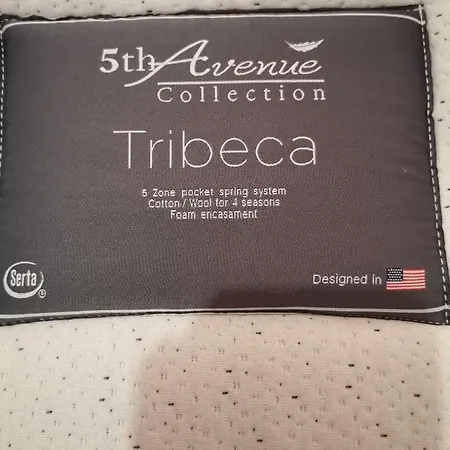 5th Avenue
Collection
Tribeca
5 Zone pocket spring system
Cotton / Wool for 4 seasons
Foam encasament
Serta ®
Designed in